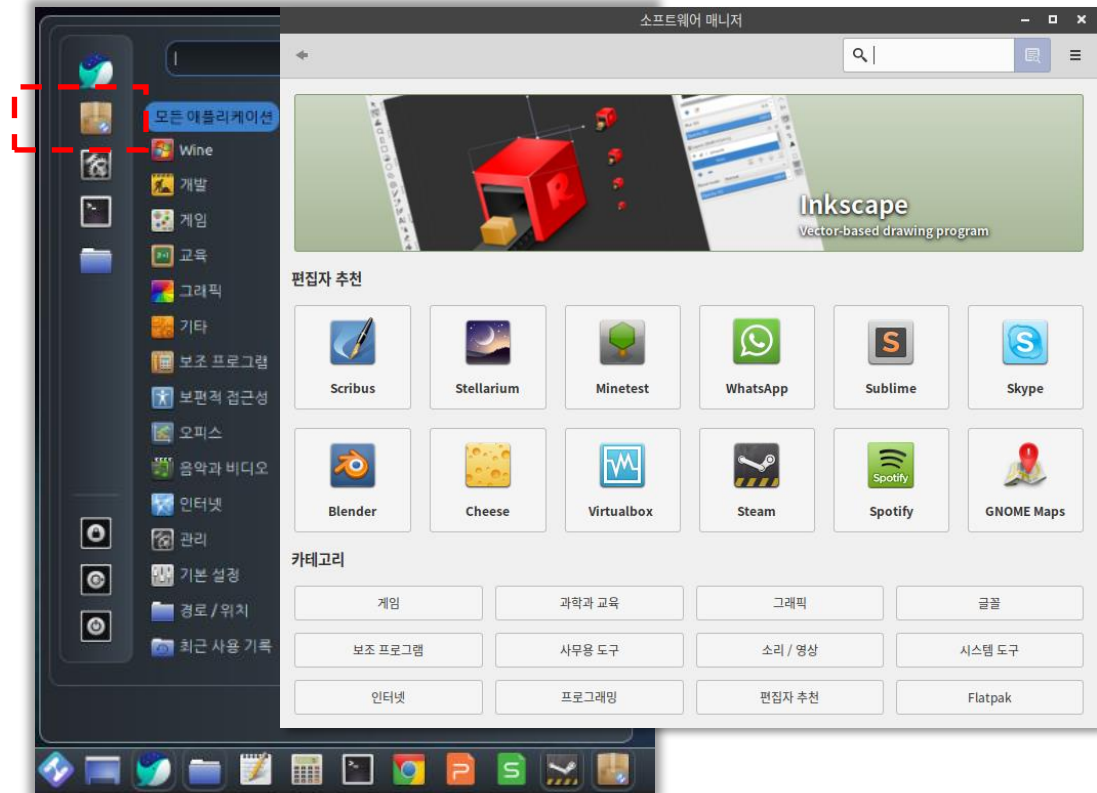 소프트웨어 매니저
모든 애플리케이션
Wine
개발
게임
교육
그래픽
기타
보조 프로그램
보편적 접근성
오피스
음악과 비디오
인터넷
관리
기본 설정
경로 / 위치
최근 사용 기록
Inkscape
Vector-based drawing program
편집자 추천
Scribus
Stellarium
Minetest
WhatsApp
Sublime
Skype
Blender
Cheese
Virtualbox
Steam
Spotify
Spotify
GNOME Maps
카테고리
게임
과학과 교육
그래픽
글꼴
보조 프로그램
사무용 도구
소리 / 영상
시스템 도구
인터넷
프로그래밍
편집자 추천
Flatpak